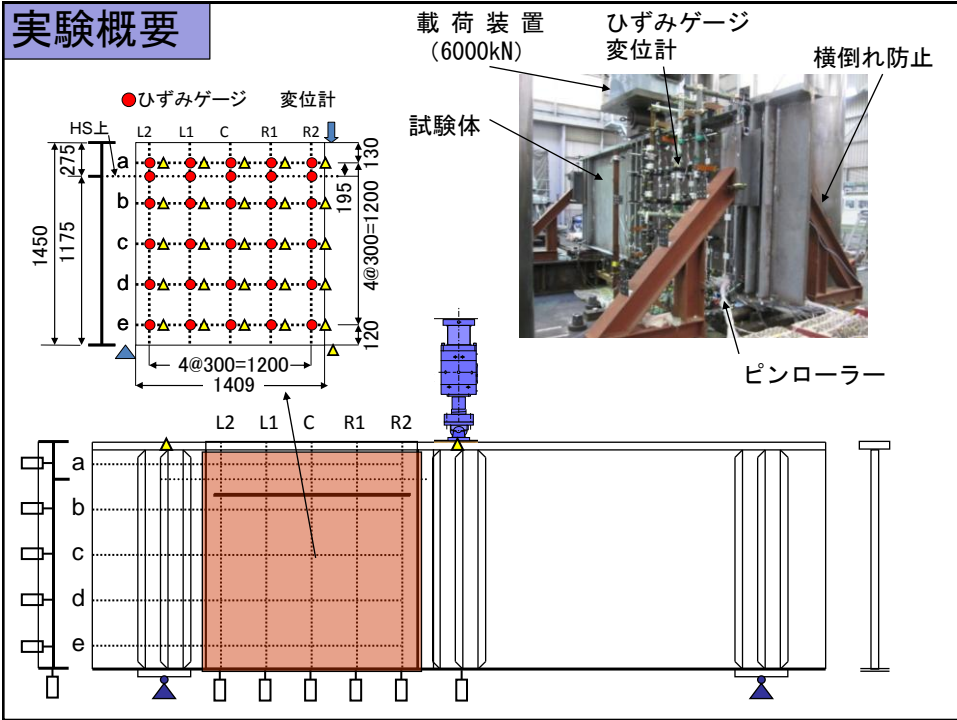 実験概要
載荷装置
(6000kN)
ひずみゲージ
変位計
横倒れ防止
試験体
ピンローラー
ひずみゲージ 変位計
HS上
L2 L1 C R1 R2
a
b
c
d
e
275
1175
1450
130
195
4@300=1200
120
4@300=1200
1409
L2 L1 C R1 R2
a
b
c
d
e